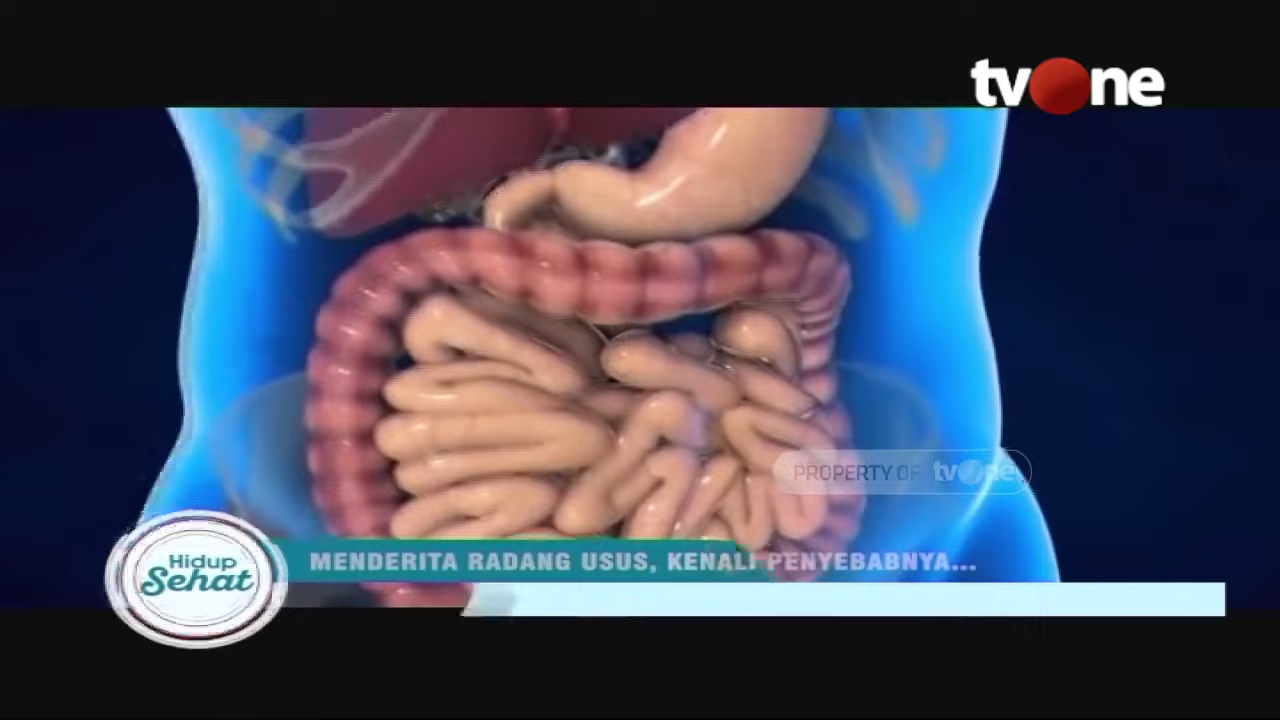 tvOne
PROPERTY OF tvOne
Hidup
Sehat
MENDERITA RADANG USUS, KENALI PENYEBABNYA...